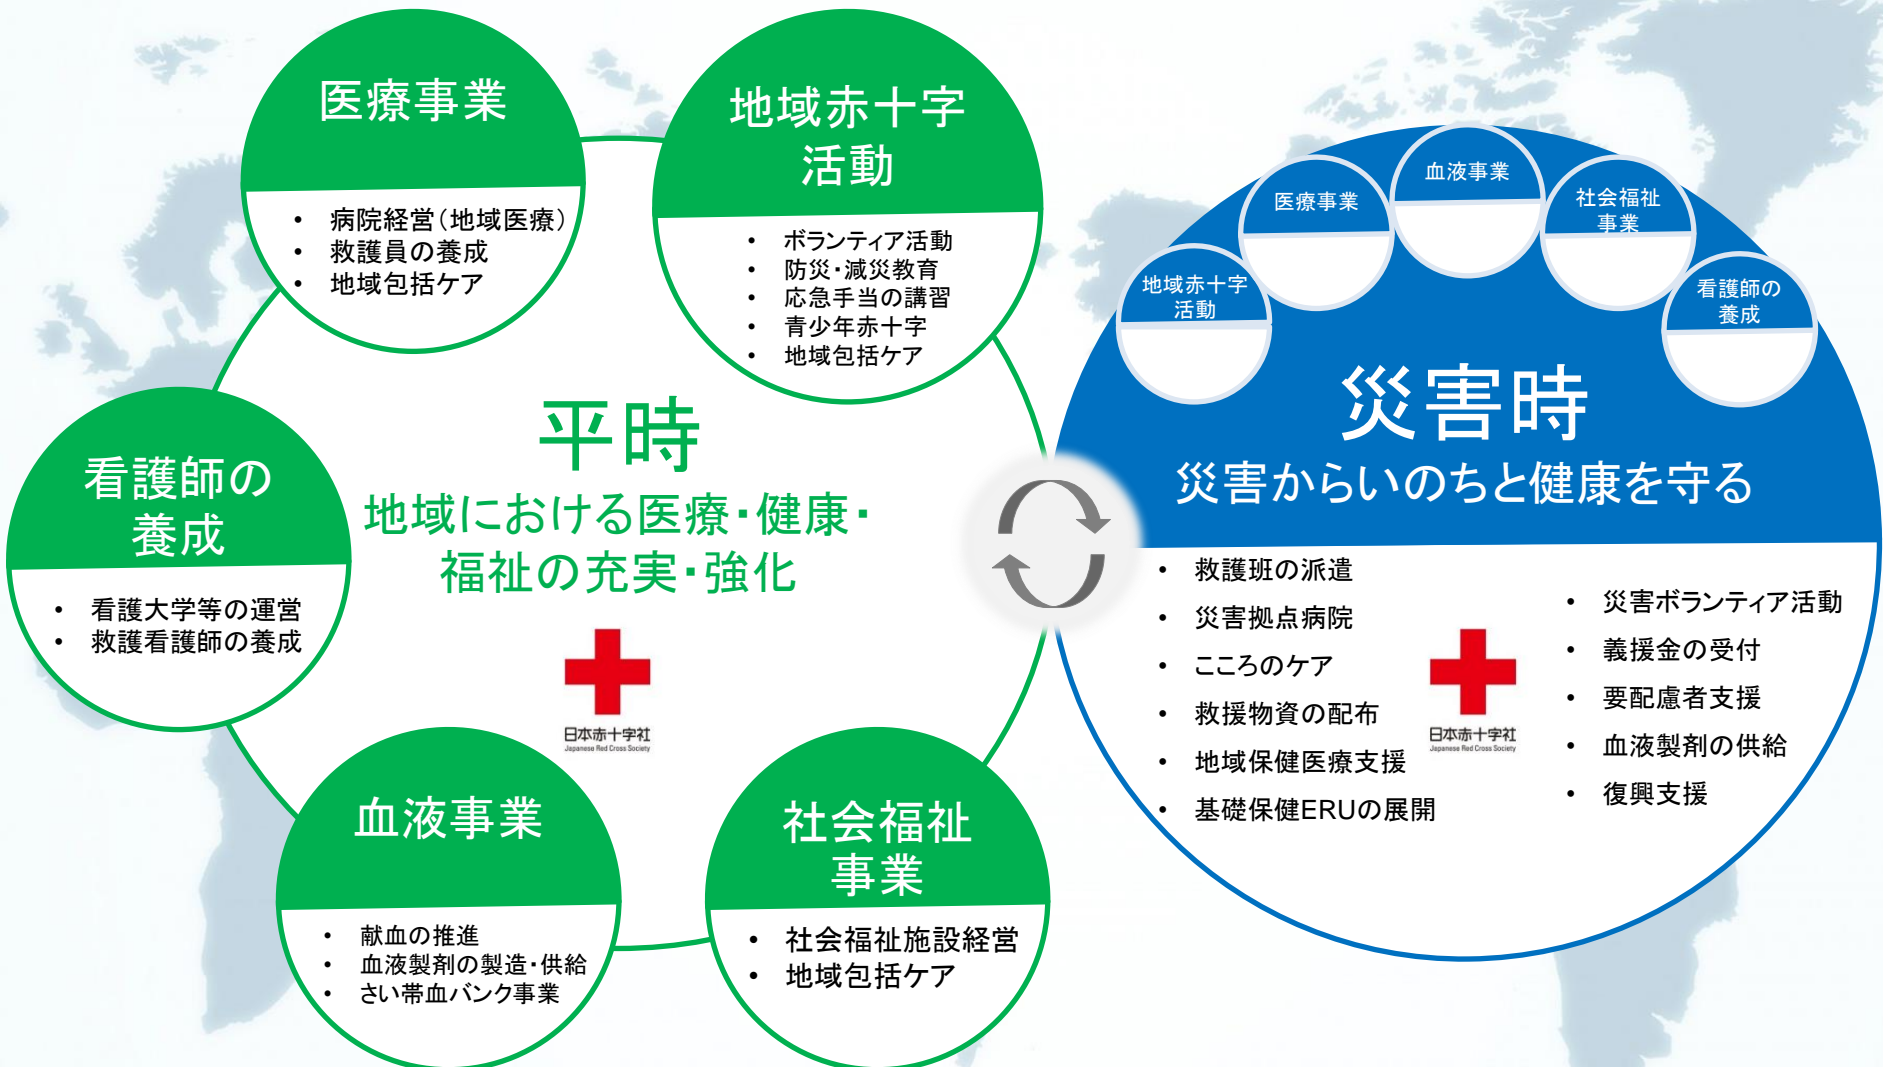 医療事業
・ 病院経営（地域医療）
・ 救護員の養成
・ 地域包括ケア
地域赤十字
活動
・ ボランティア活動
・ 防災・減災教育
・ 応急手当の講習
・ 青少年赤十字
・ 地域包括ケア
看護師の
養成
・ 看護大学等の運営
・ 救護看護師の養成
平時
地域における医療・健康・
福祉の充実・強化
日本赤十字社
Japanese Red Cross Society
血液事業
・ 献血の推進
・ 血液製剤の製造・供給
・ さい帯血バンク事業
社会福祉
事業
・ 社会福祉施設経営
・ 地域包括ケア
地域赤十字
活動
医療事業
血液事業
社会福祉
事業
看護師の
養成
災害時
災害からいのちと健康を守る
・ 救護班の派遣
・ 災害拠点病院
・ こころのケア
・ 救援物資の配布
・ 地域保健医療支援
・ 基礎保健ERUの展開
日本赤十字社
Japanese Red Cross Society
・ 災害ボランティア活動
・ 義援金の受付
・ 要配慮者支援
・ 血液製剤の供給
・ 復興支援